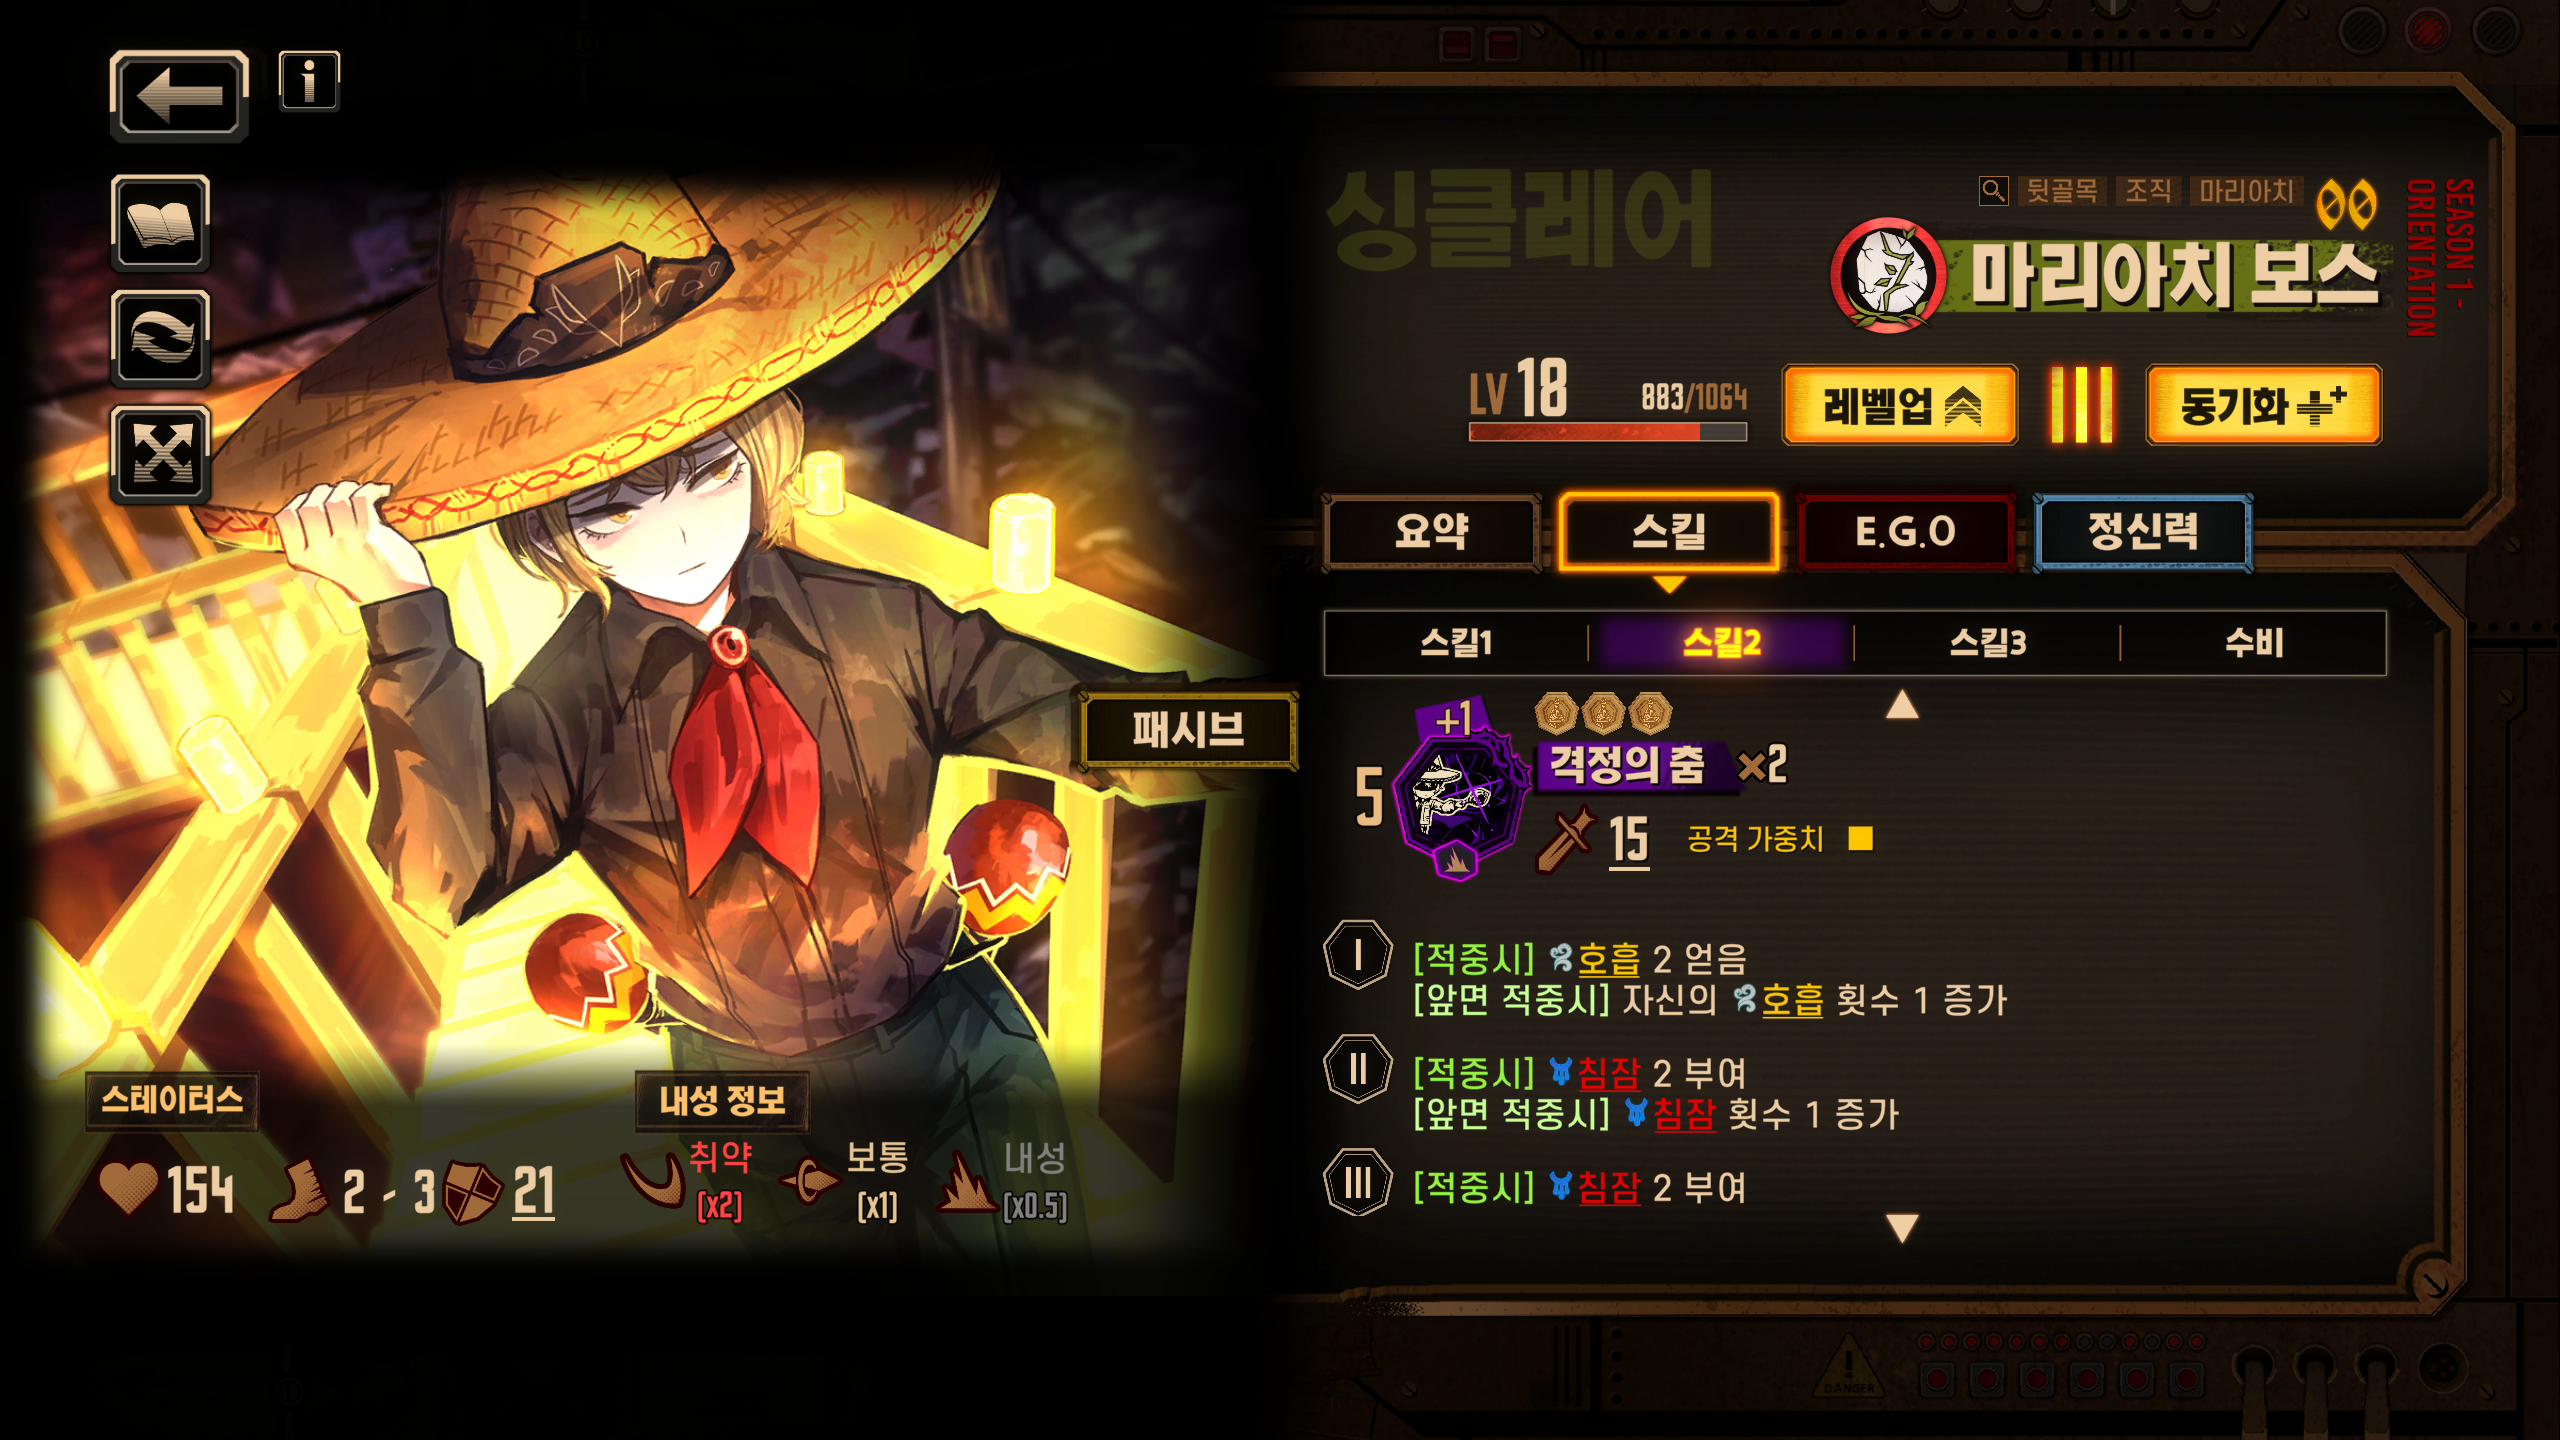 싱클레어
뒷골목 조직 마리아치
마리아치 보스
SEASON 1 -
ORIENTATION
LV 18 883/1064
레벨업
동기화
요약 스킬 E.G.O 정신력
스킬1 스킬2 스킬3 수비
패시브
+1
5 격정의 춤 ×2
15 공격 가중치
I [적중시] 호흡 2 얻음
[앞면 적중시] 자신의 호흡 횟수 1 증가
II [적중시] 침잠 2 부여
[앞면 적중시] 침잠 횟수 1 증가
III [적중시] 침잠 2 부여
스테이터스
154 2 - 3 21
내성 정보
취약 보통 내성
[x2] [x1] [x0.5]
DANGER